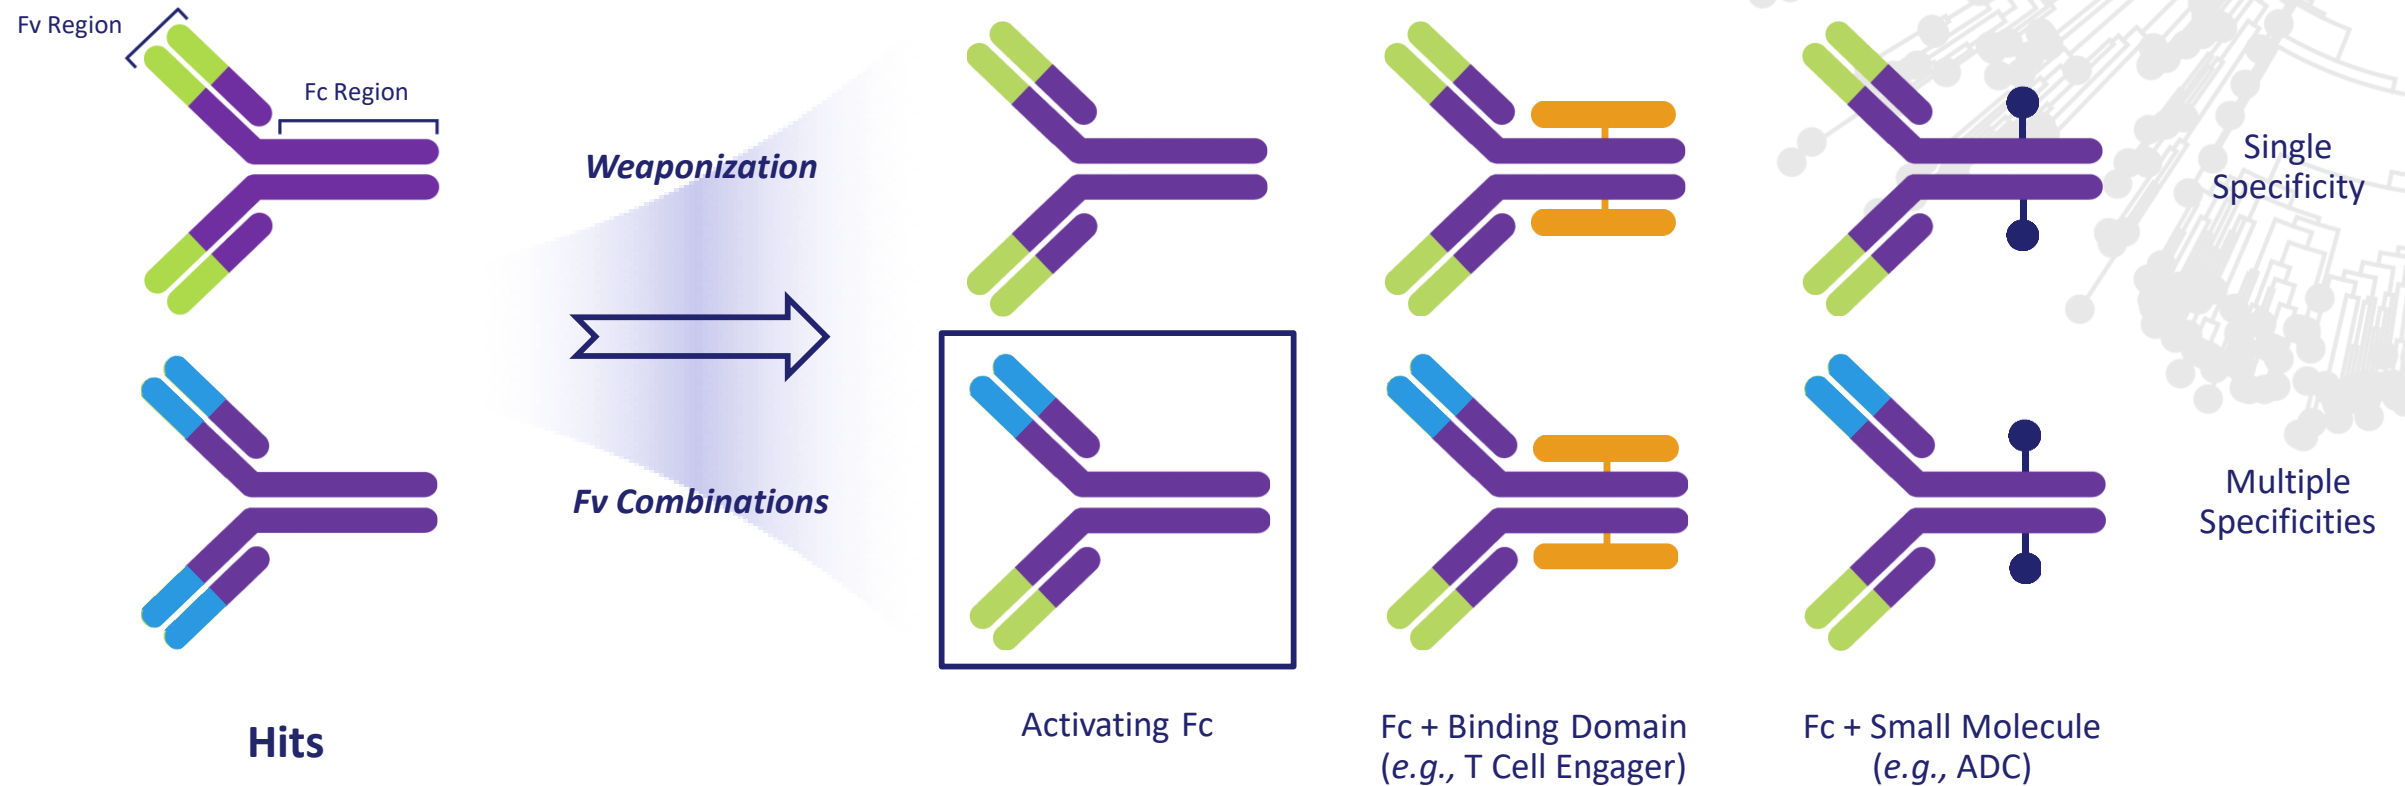 Fv Region
Fc Region
Weaponization
Fv Combinations
Single
Specificity
Multiple
Specificities
Hits
Activating Fc
Fc + Binding Domain
(e.g., T Cell Engager)
Fc + Small Molecule
(e.g., ADC)